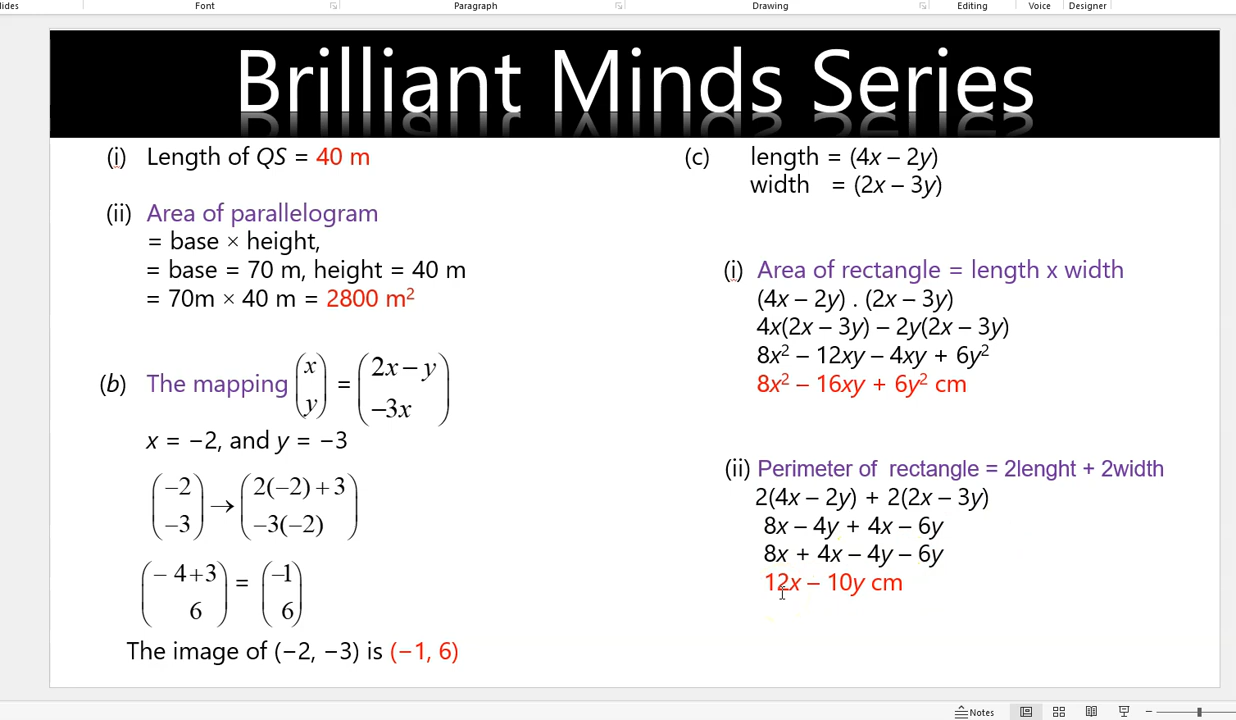 lides Font Paragraph Drawing Editing Voice Designer
Brilliant Minds Series
(i) Length of QS = 40 m
(ii) Area of parallelogram
= base × height,
= base = 70 m, height = 40 m
= 70m × 40 m = 2800 m²
(b) The mapping (x y) = (2x – y –3x)
x = −2, and y = −3
(–2 –3) → (2(–2) + 3 –3(–2))
(– 4+3 6) = (–1 6)
The image of (−2, −3) is (−1, 6)
(c) length = (4x – 2y)
width = (2x – 3y)
(i) Area of rectangle = length x width
(4x – 2y) . (2x – 3y)
4x(2x – 3y) – 2y(2x – 3y)
8x² – 12xy – 4xy + 6y²
8x² – 16xy + 6y² cm
(ii) Perimeter of rectangle = 2lenght + 2width
2(4x – 2y) + 2(2x – 3y)
8x – 4y + 4x – 6y
8x + 4x – 4y – 6y
12x – 10y cm
Notes